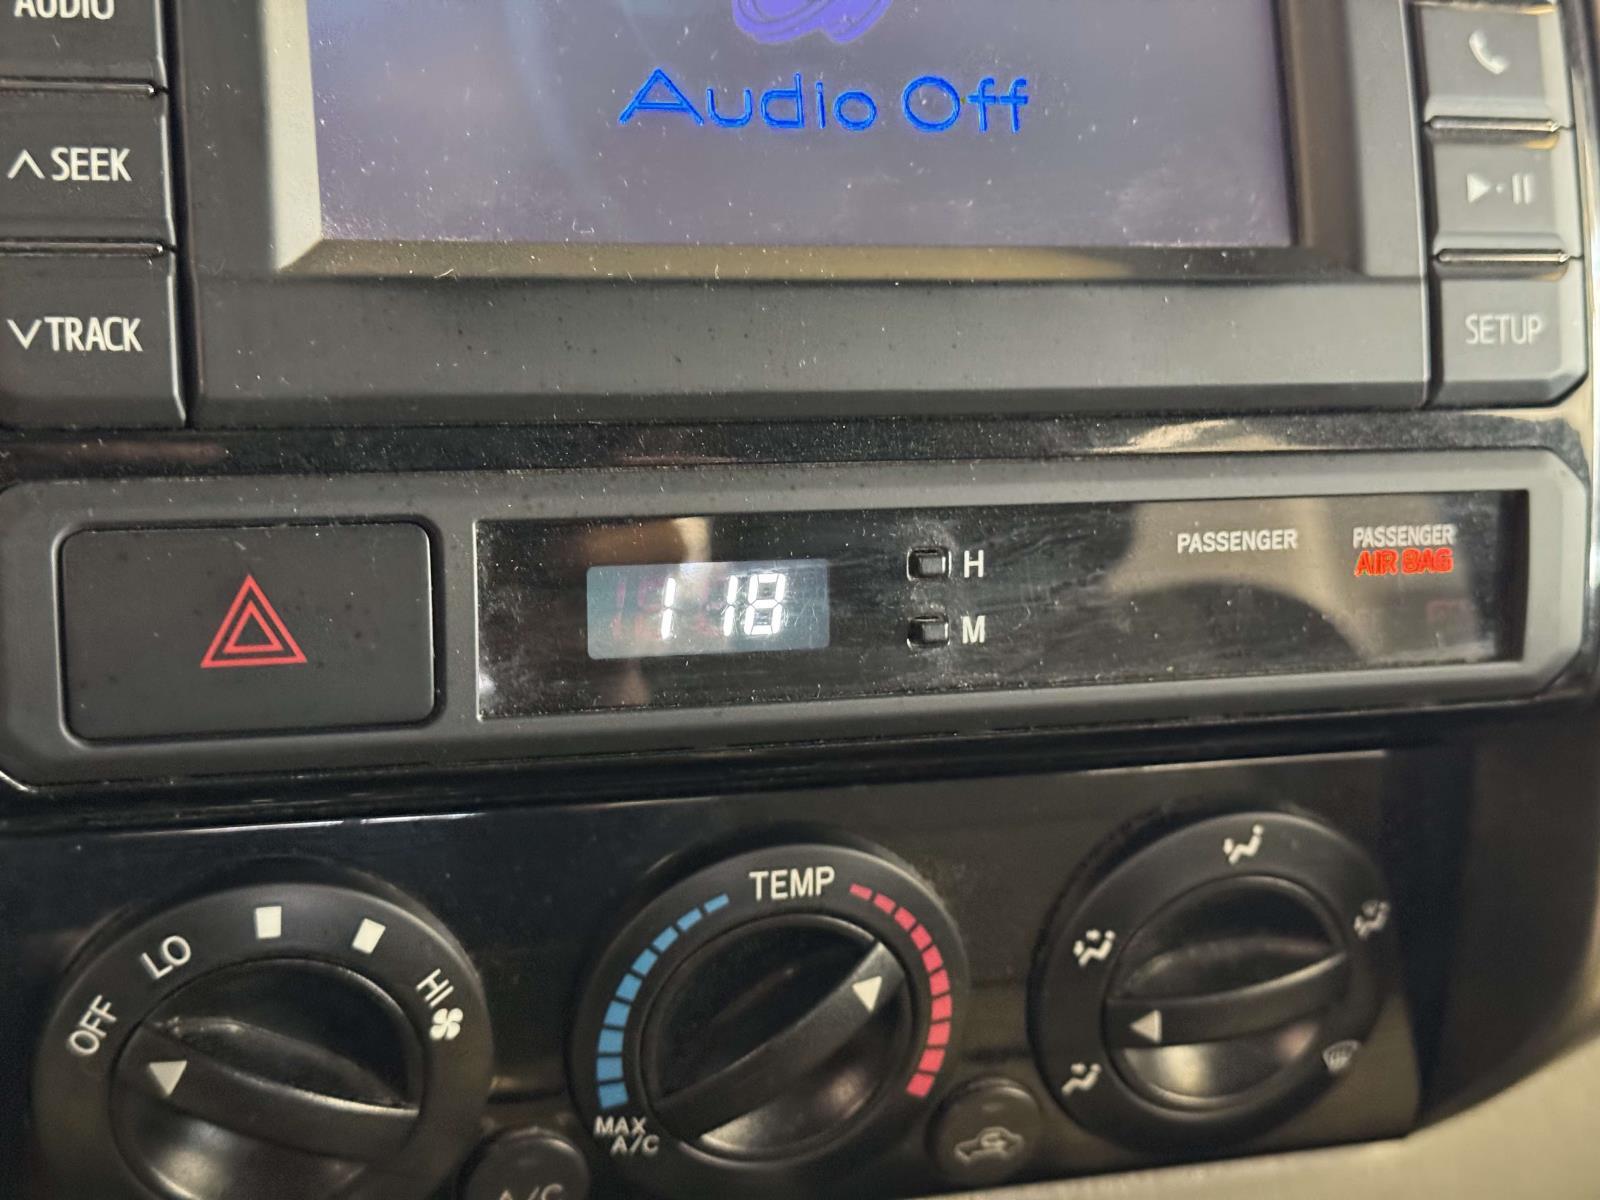 AUDIO
Audio Off
∧ SEEK
∨ TRACK
SETUP
1 18
H
M
PASSENGER
PASSENGER
AIR BAG
OFF
LO
HI
TEMP
MAX
A/C
A/C